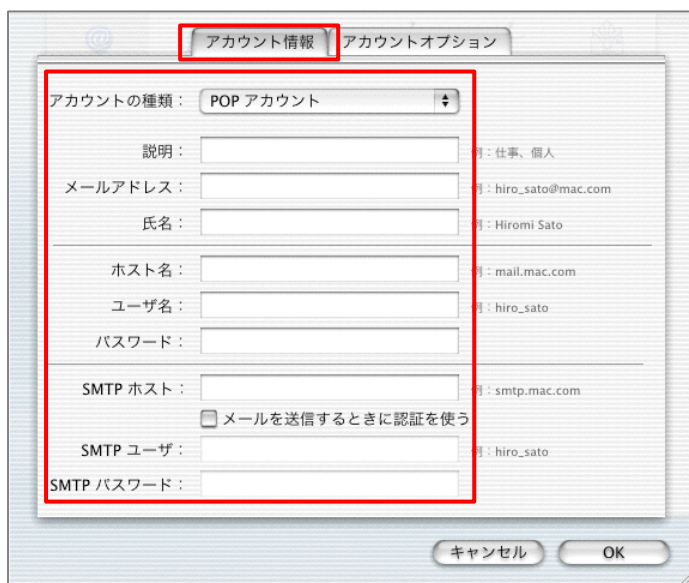 アカウント情報 アカウントオプション
アカウントの種類： POP アカウント
説明： 例：仕事、個人
メールアドレス： 例：hiro_sato@mac.com
氏名： 例：Hiromi Sato
ホスト名： 例：mail.mac.com
ユーザ名： 例：hiro_sato
パスワード：
SMTP ホスト： 例：smtp.mac.com
メールを送信するときに認証を使う
SMTP ユーザ： 例：hiro_sato
SMTP パスワード：
キャンセル OK